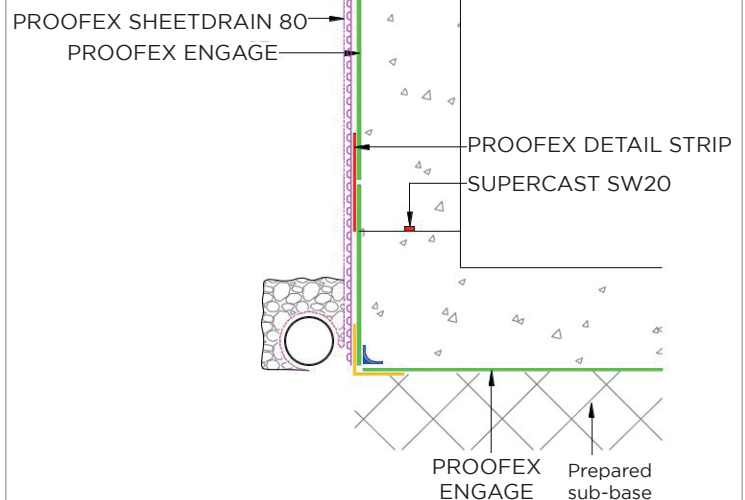 PROOFEX SHEETDRAIN 80
PROOFEX ENGAGE
PROOFEX DETAIL STRIP
SUPERCAST SW20
PROOFEX
ENGAGE
Prepared
sub-base